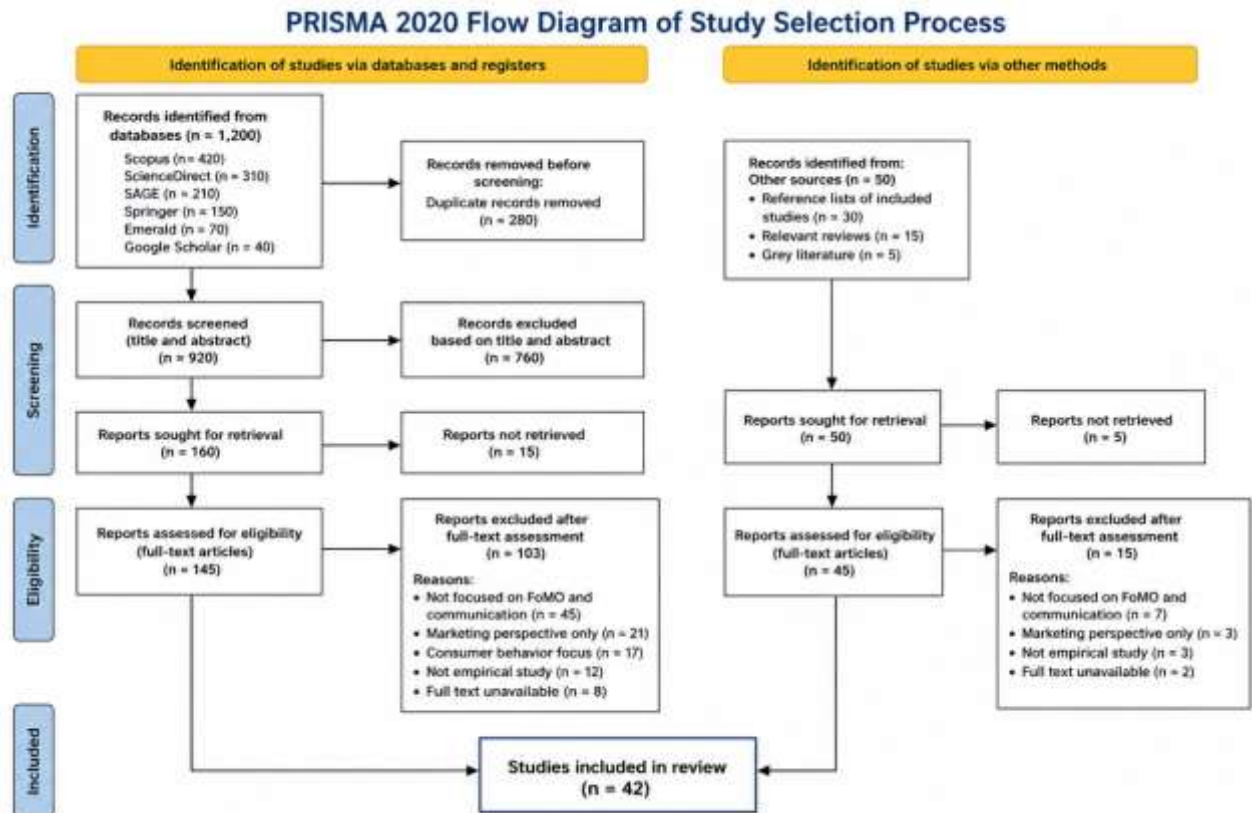 PRISMA 2020 Flow Diagram of Study Selection Process
Identification of studies via databases and registers
Identification of studies via other methods
Identification
Records identified from
databases (n = 1,200)
Scopus (n= 420)
ScienceDirect (n = 310)
SAGE (n = 210)
Springer (n = 150)
Emerald (n = 70)
Google Scholar (n = 40)
Records removed before
screening:
Duplicate records removed
(n = 280)
Records identified from:
Other sources (n = 50)
• Reference lists of included
studies (n = 30)
• Relevant reviews (n = 15)
• Grey literature (n = 5)
Screening
Records screened
(title and abstract)
(n = 920)
Records excluded
based on title and abstract
(n = 760)
Reports sought for retrieval
(n = 160)
Reports not retrieved
(n = 15)
Reports sought for retrieval
(n = 50)
Reports not retrieved
(n = 5)
Eligibility
Reports assessed for eligibility
(full-text articles)
(n = 145)
Reports excluded after
full-text assessment
(n = 103)
Reasons:
• Not focused on FoMO and
communication (n = 45)
• Marketing perspective only (n = 21)
• Consumer behavior focus (n = 17)
• Not empirical study (n = 12)
• Full text unavailable (n = 8)
Reports assessed for eligibility
(full-text articles)
(n = 45)
Reports excluded after
full-text assessment
(n = 15)
Reasons:
• Not focused on FoMO and
communication (n = 7)
• Marketing perspective only (n = 3)
• Not empirical study (n = 3)
• Full text unavailable (n = 2)
Included
Studies included in review
(n = 42)